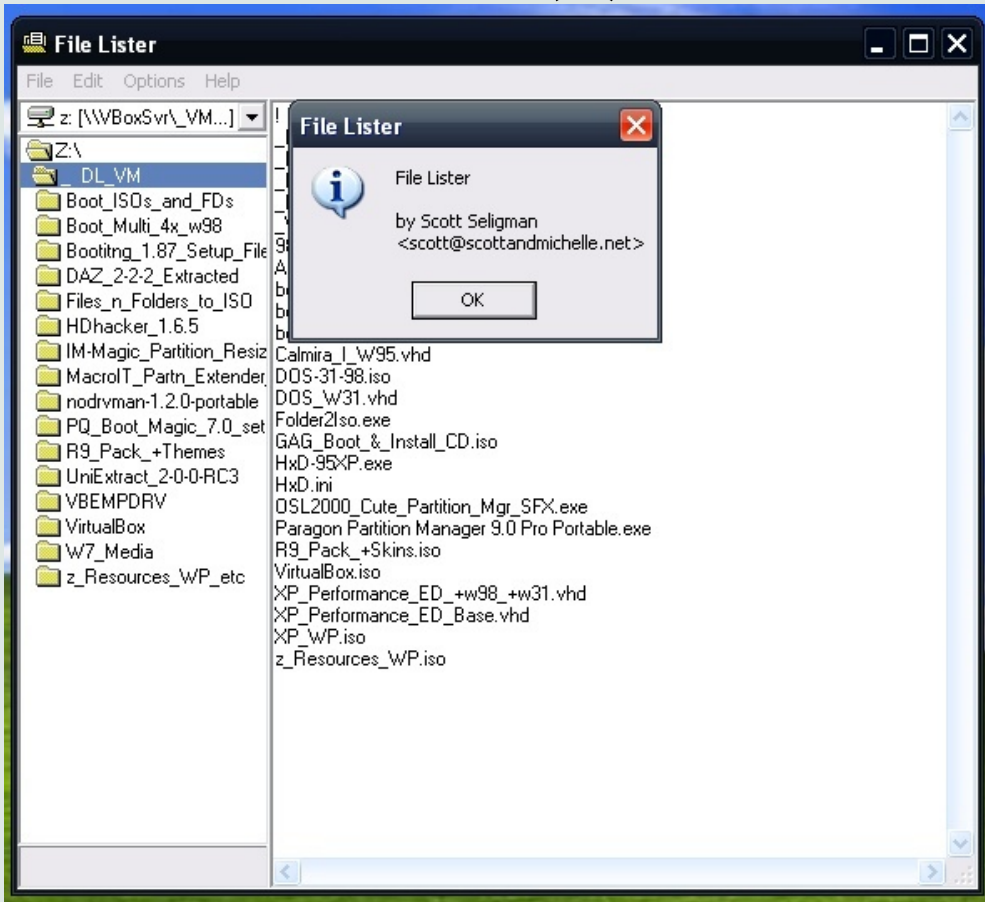 File Lister
File Edit Options Help
z: [\\VBoxSvr\_VM...]
Z:\
_ DL_VM
Boot_ISOs_and_FDs
Boot_Multi_4x_w98
Bootitng_1.87_Setup_File
DAZ_2-2-2_Extracted
Files_n_Folders_to_ISO
HDhacker_1.6.5
IM-Magic_Partition_Resiz
MacroIT_Partn_Extender_
nodrvman-1.2.0-portable
PQ_Boot_Magic_7.0_set
R9_Pack_+Themes
UniExtract_2-0-0-RC3
VBEMPDRV
VirtualBox
W7_Media
z_Resources_WP_etc
!
File Lister
File Lister
by Scott Seligman
<scott@scottandmichelle.net>
OK
Calmira_I_W95.vhd
DOS-31-98.iso
DOS_W31.vhd
Folder2Iso.exe
GAG_Boot_&_Install_CD.iso
HxD-95XP.exe
HxD.ini
OSL2000_Cute_Partition_Mgr_SFX.exe
Paragon Partition Manager 9.0 Pro Portable.exe
R9_Pack_+Skins.iso
VirtualBox.iso
XP_Performance_ED_+w98_+w31.vhd
XP_Performance_ED_Base.vhd
XP_WP.iso
z_Resources_WP.iso